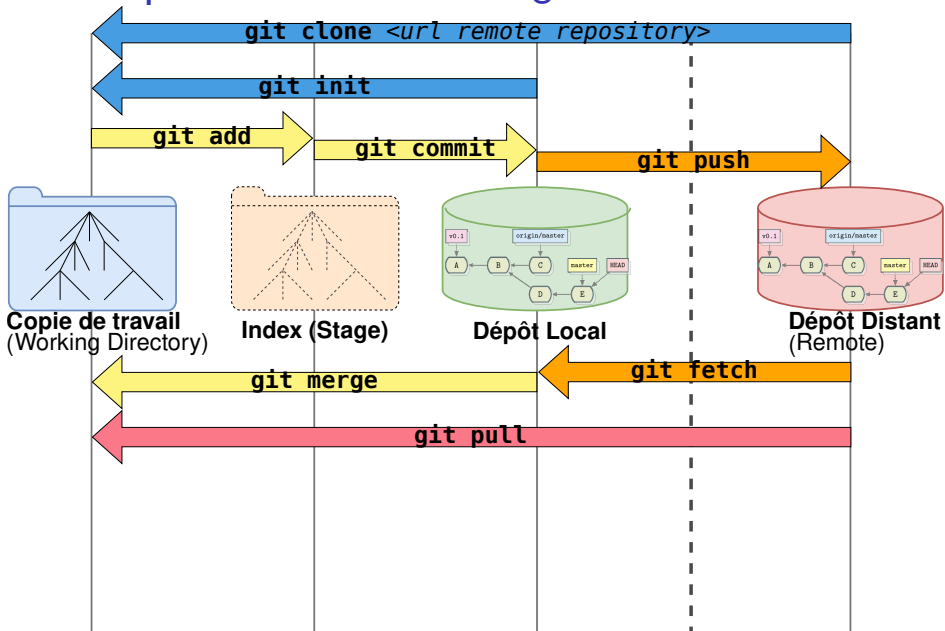 git clone <url remote repository>
git init
git add
git commit
git push
v0.1
origin/master
A
B
C
master
HEAD
D
E
v0.1
origin/master
A
B
C
master
HEAD
D
E
Copie de travail
(Working Directory)
Index (Stage)
Dépôt Local
Dépôt Distant
(Remote)
git fetch
git merge
git pull